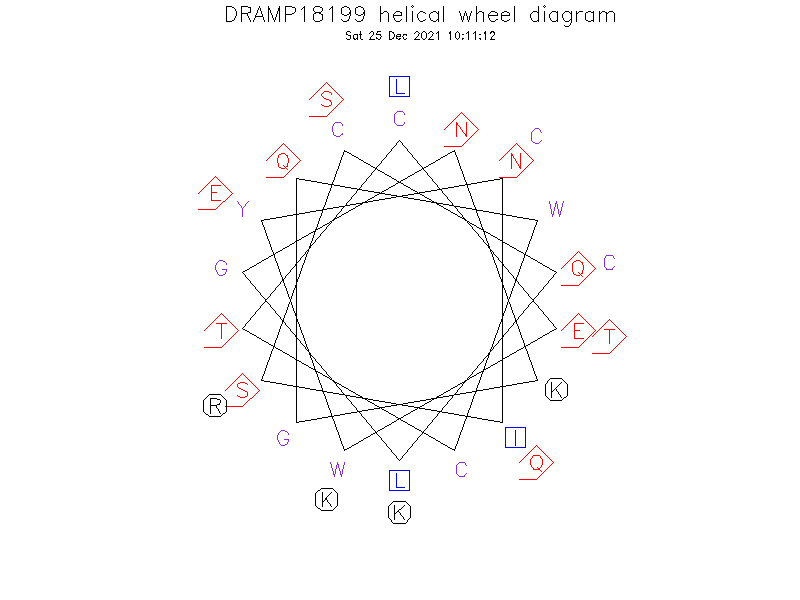 DRAMP18199 helical wheel diagram
Sat 25 Dec 2021 10:11:12
L
S
C
C
N
C
Q
N
E
Y
W
G
Q
C
T
E
T
S
K
R
G
I
W
C
Q
L
K
K